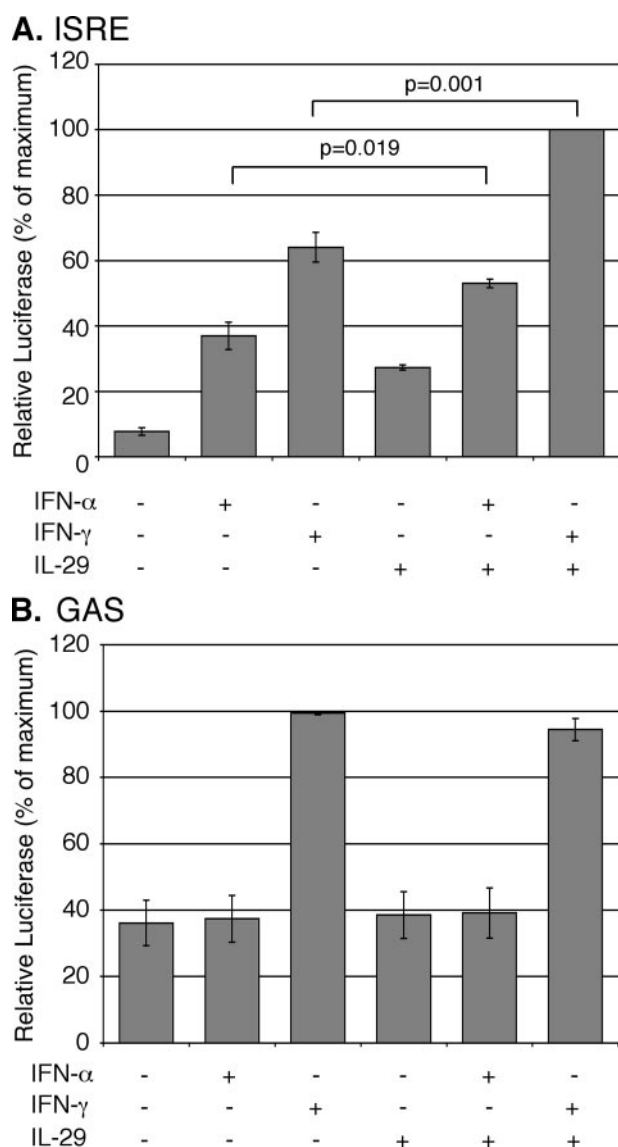 A. ISRE
Relative Luciferase (% of maximum)
120
100
80
60
40
20
0
p=0.001
p=0.019
IFN-α - + - - + -
IFN-γ - - + - - +
IL-29 - - - + + +
B. GAS
Relative Luciferase (% of maximum)
120
100
80
60
40
20
0
IFN-α - + - - + -
IFN-γ - - + - - +
IL-29 - - - + + +